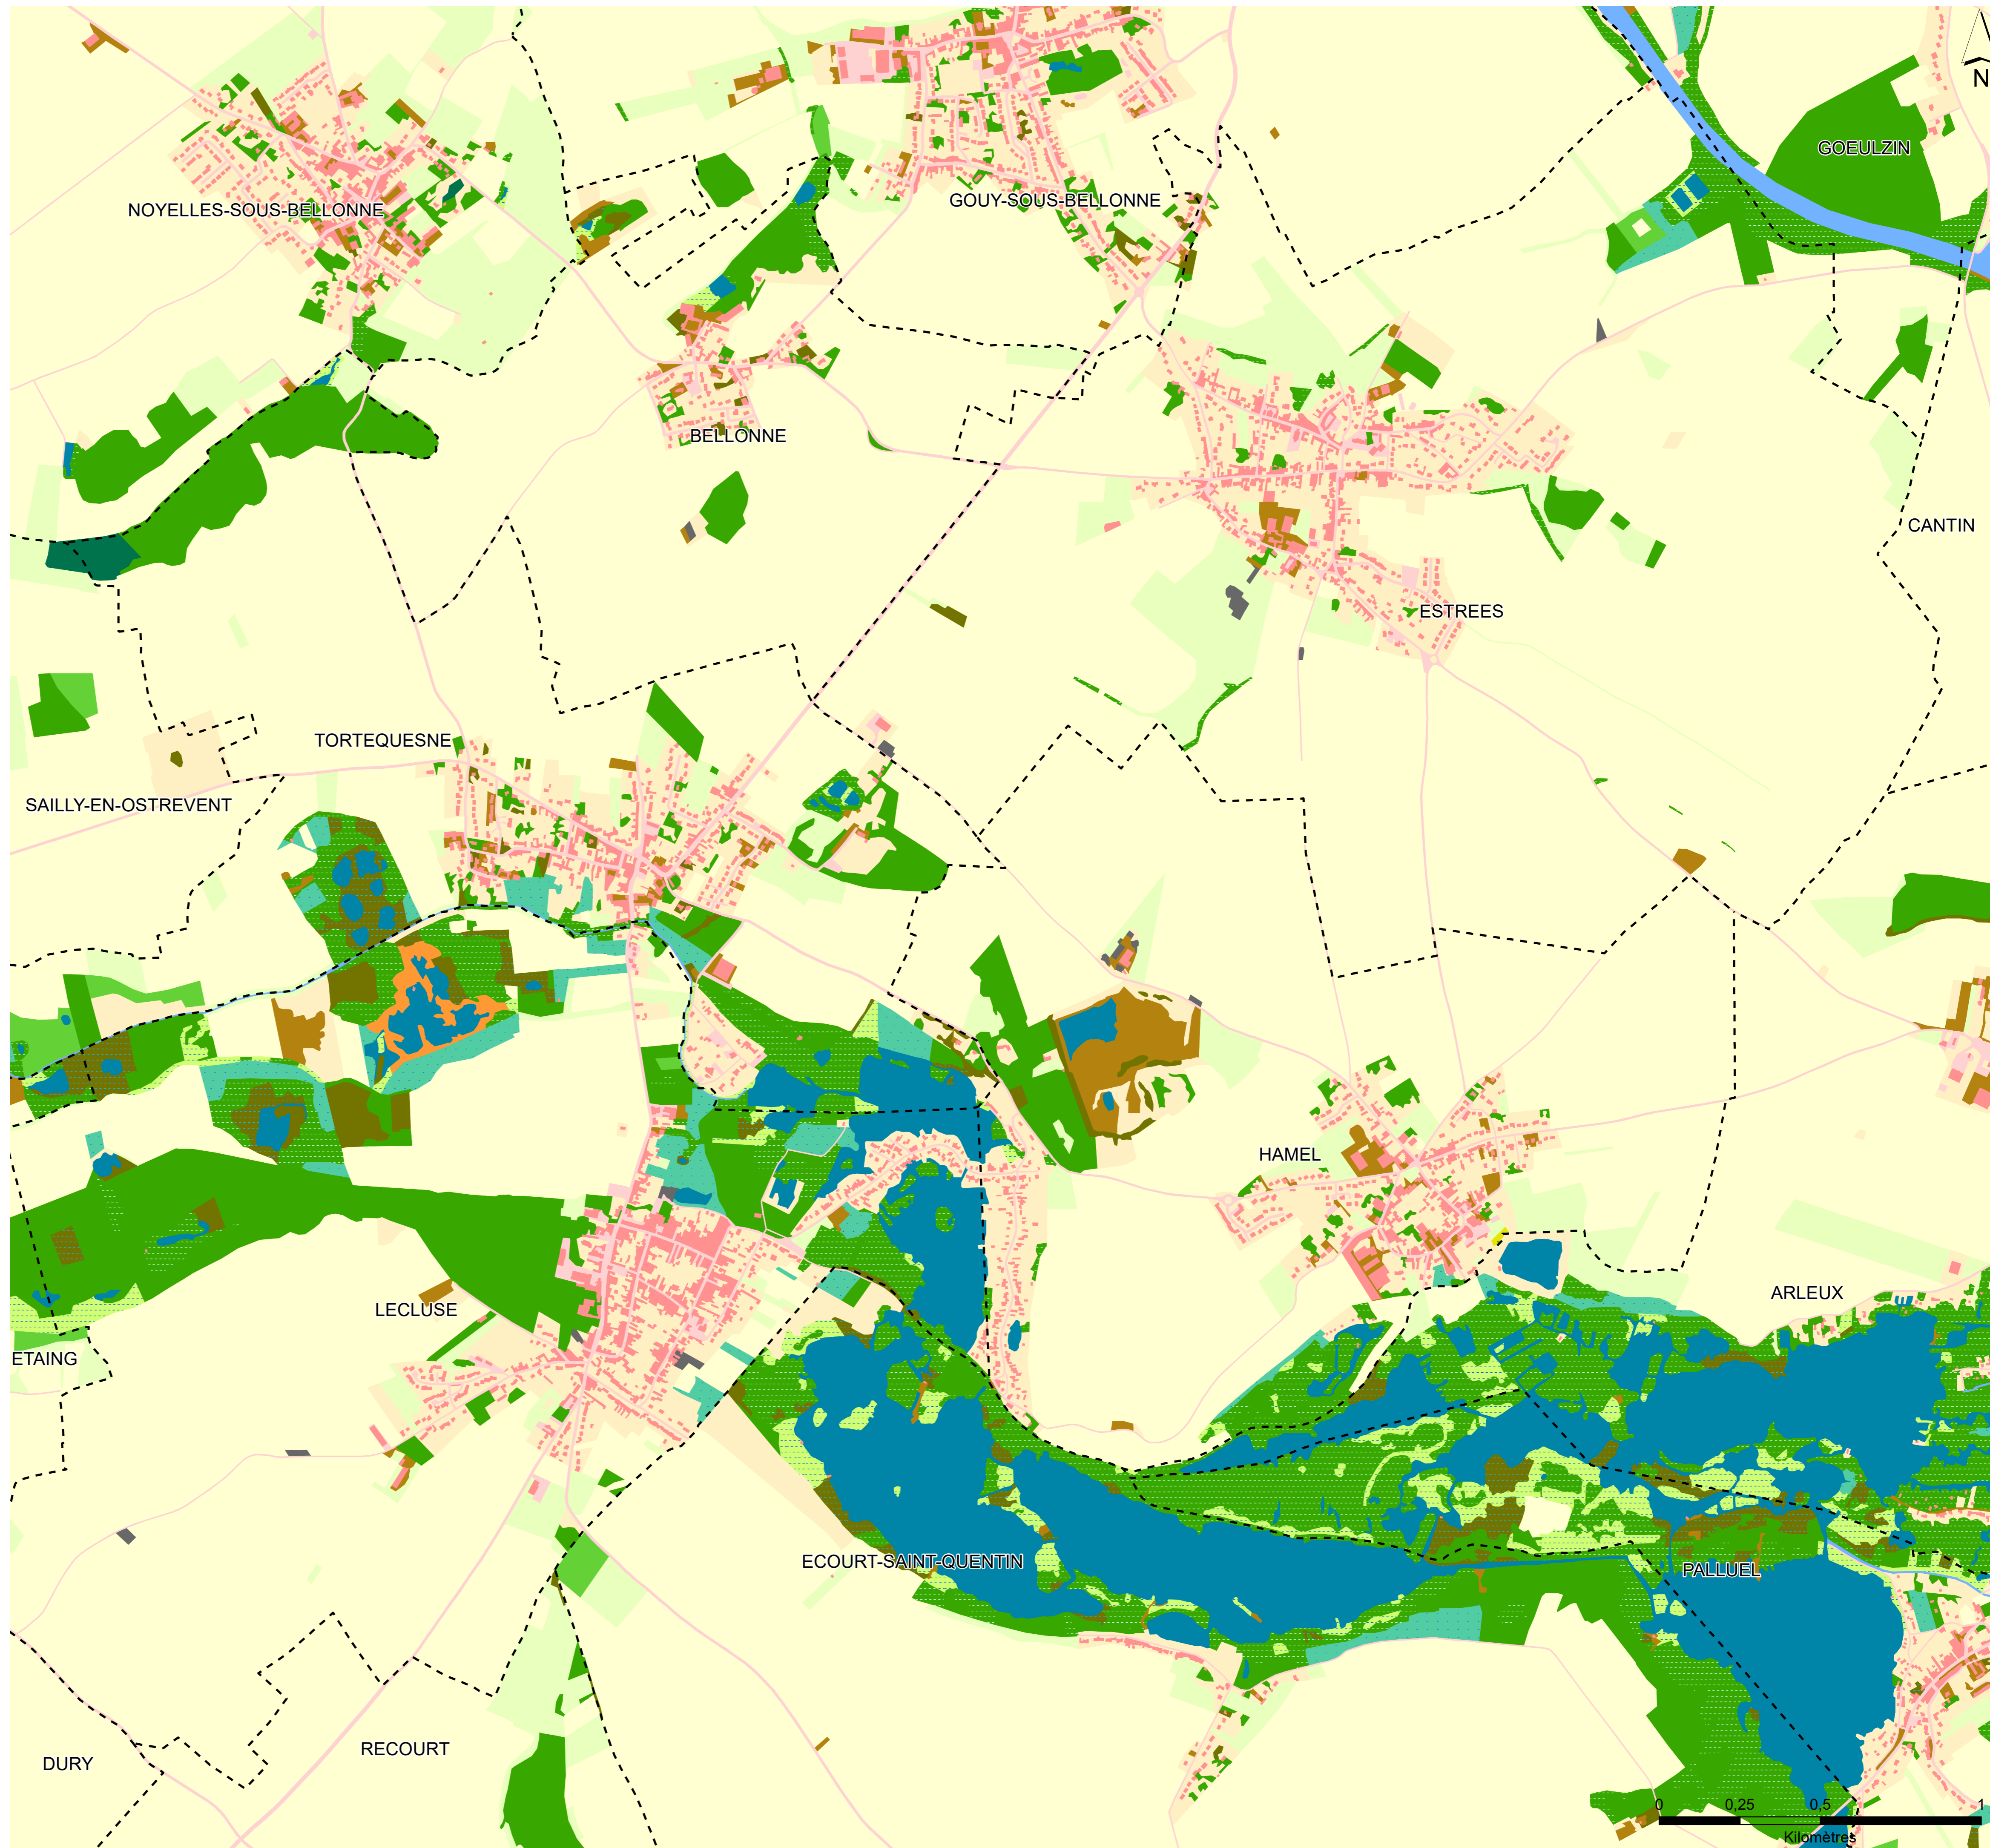 N
GOEULZIN
NOYELLES-SOUS-BELLONNE
GOUY-SOUS-BELLONNE
BELLONNE
CANTIN
ESTREES
TORTEQUESNE
SAILLY-EN-OSTREVENT
HAMEL
ARLEUX
LECLUSE
ETAING
ECOURT-SAINT-QUENTIN
PALLUEL
RECOURT
DURY
0 0,25 0,5 1
Kilomètres